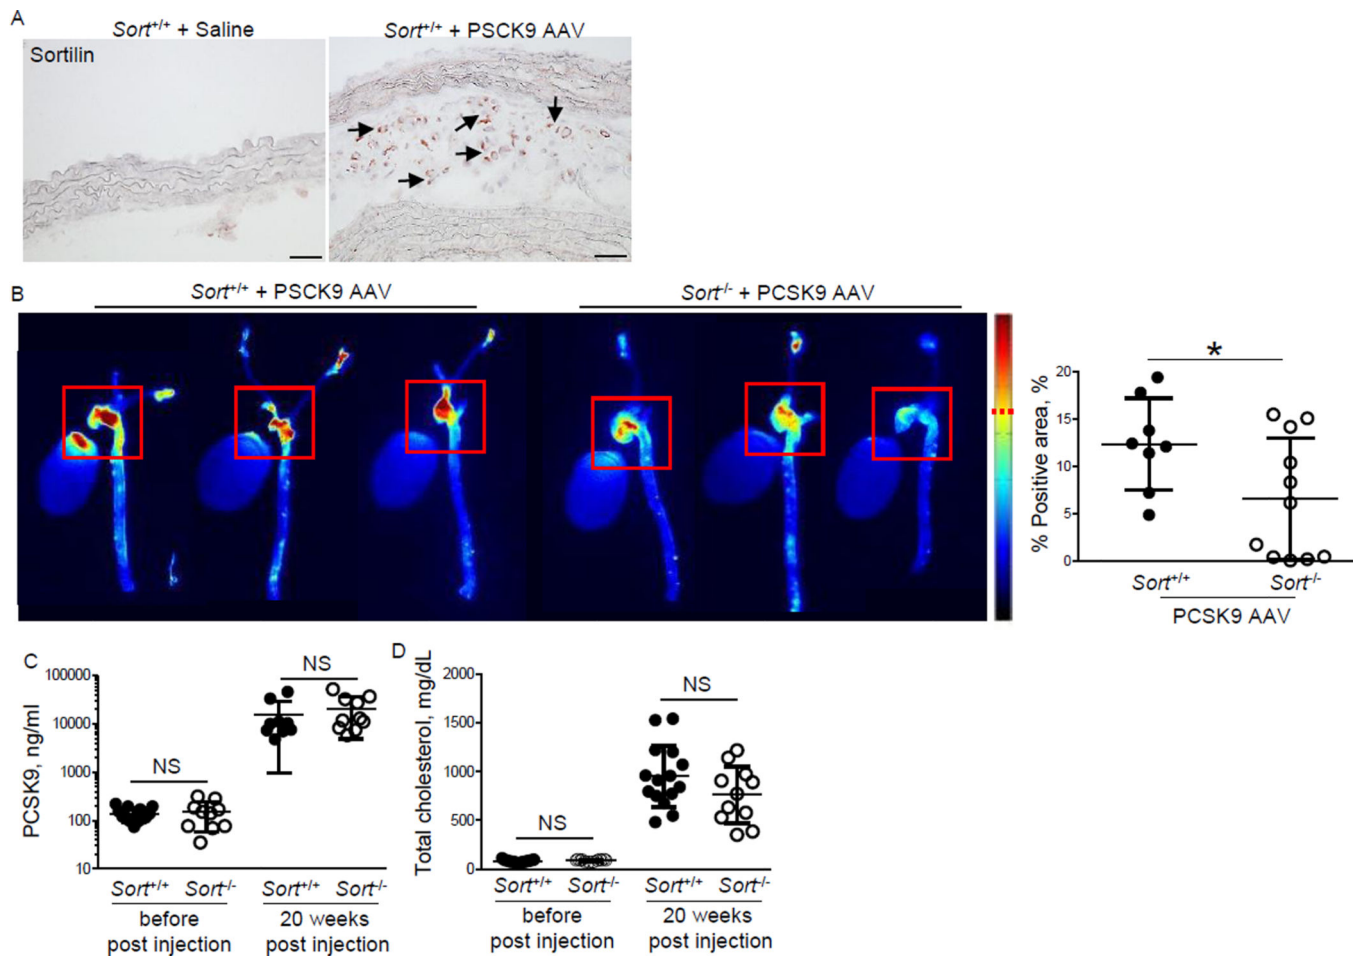 A
Sort+/+ + Saline
Sort+/+ + PSCK9 AAV
Sortilin
B
Sort+/+ + PSCK9 AAV
Sort-/- + PCSK9 AAV
% Positive area, %
20
15
10
5
0
*
Sort+/+
Sort-/-
PCSK9 AAV
C
PCSK9, ng/ml
100000
10000
1000
100
10
NS
NS
Sort+/+ Sort-/- Sort+/+ Sort-/-
before
post injection
20 weeks
post injection
D
Total cholesterol, mg/dL
2000
1500
1000
500
0
NS
NS
Sort+/+ Sort-/- Sort+/+ Sort-/-
before
post injection
20 weeks
post injection